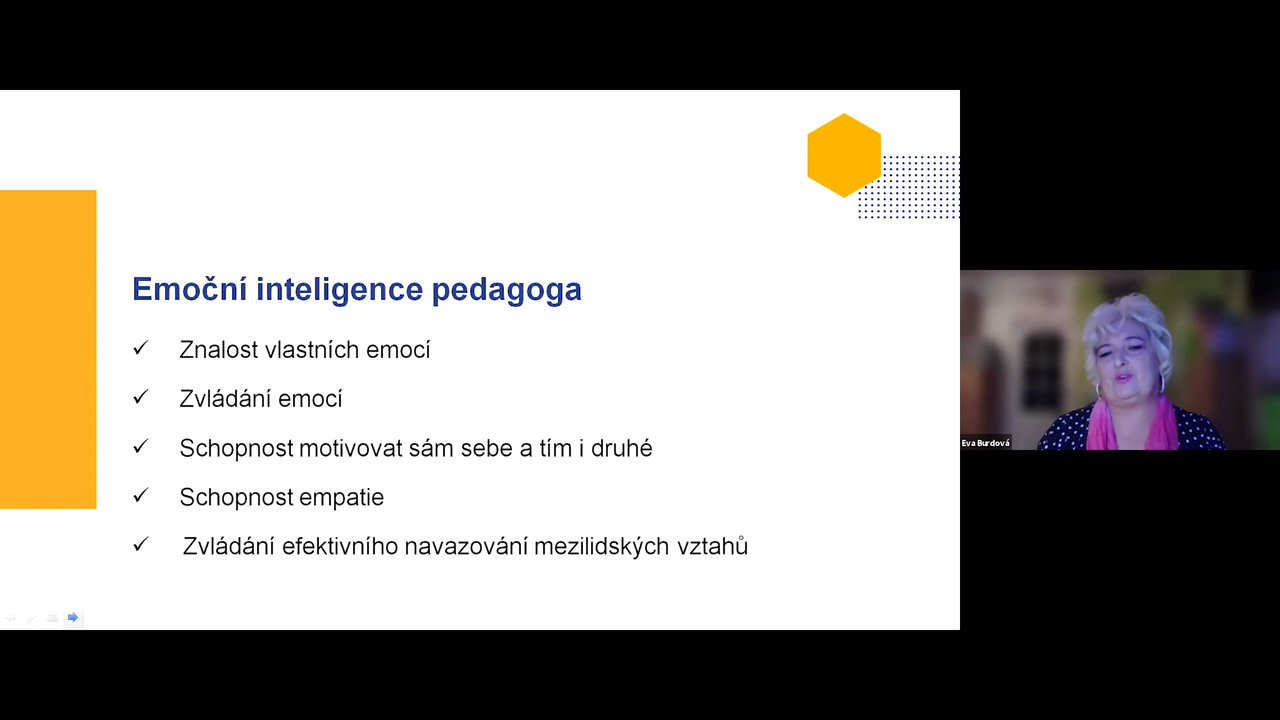 Emoční inteligence pedagoga
Znalost vlastních emocí
Zvládání emocí
Schopnost motivovat sám sebe a tím i druhé
Schopnost empatie
Zvládání efektivního navazování mezilidských vztahů
Eva Burdová